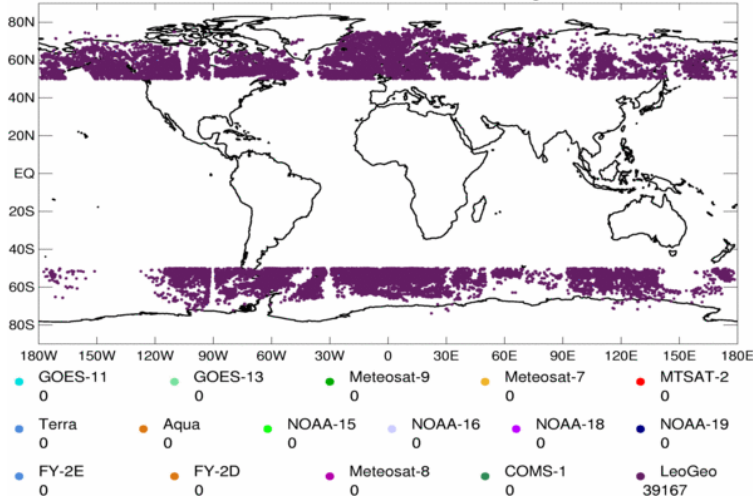 80N
60N
40N
20N
EQ
20S
40S
60S
80S
180W 150W 120W 90W 60W 30W 0 30E 60E 90E 120E 150E 180E
GOES-11 GOES-13 Meteosat-9 Meteosat-7 MTSAT-2
0 0 0 0 0
Terra Aqua NOAA-15 NOAA-16 NOAA-18 NOAA-19
0 0 0 0 0 0
FY-2E FY-2D Meteosat-8 COMS-1 LeoGeo
0 0 0 0 39167